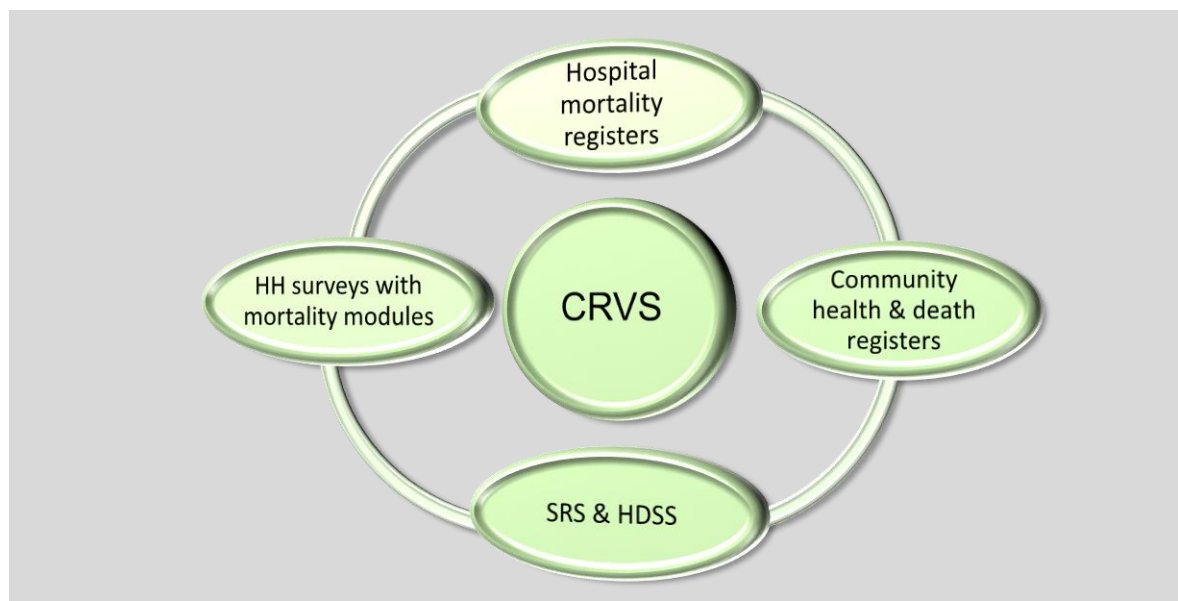 Hospital
mortality
registers
HH surveys with
mortality modules
CRVS
Community
health & death
registers
SRS & HDSS